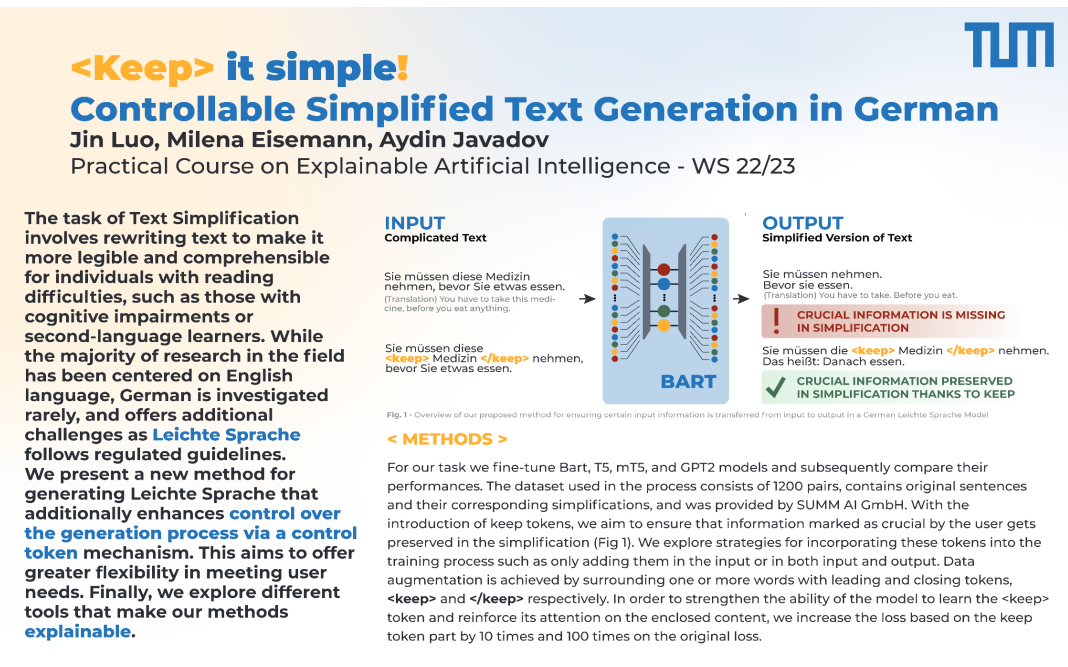 TUM
<Keep> it simple!
Controllable Simplified Text Generation in German
Jin Luo, Milena Eisemann, Aydin Javadov
Practical Course on Explainable Artificial Intelligence - WS 22/23
The task of Text Simplification
involves rewriting text to make it
more legible and comprehensible
for individuals with reading
difficulties, such as those with
cognitive impairments or
second-language learners. While
the majority of research in the field
has been centered on English
language, German is investigated
rarely, and offers additional
challenges as Leichte Sprache
follows regulated guidelines.
We present a new method for
generating Leichte Sprache that
additionally enhances control over
the generation process via a control
token mechanism. This aims to offer
greater flexibility in meeting user
needs. Finally, we explore different
tools that make our methods
explainable.
INPUT
Complicated Text
Sie müssen diese Medizin
nehmen, bevor Sie etwas essen.
(Translation) You have to take this medi-
cine, before you eat anything.
Sie müssen diese
<keep> Medizin </keep> nehmen,
bevor Sie etwas essen.
BART
OUTPUT
Simplified Version of Text
Sie müssen nehmen.
Bevor sie essen.
(Translation) You have to take. Before you eat.
! CRUCIAL INFORMATION IS MISSING
IN SIMPLIFICATION
Sie müssen die <keep> Medizin </keep> nehmen.
Das heißt: Danach essen.
CRUCIAL INFORMATION PRESERVED
IN SIMPLIFICATION THANKS TO KEEP
Fig. 1 - Overview of our proposed method for ensuring certain input information is transferred from input to output in a German Leichte Sprache Model
< METHODS >
For our task we fine-tune Bart, T5, mT5, and GPT2 models and subsequently compare their
performances. The dataset used in the process consists of 1200 pairs, contains original sentences
and their corresponding simplifications, and was provided by SUMM AI GmbH. With the
introduction of keep tokens, we aim to ensure that information marked as crucial by the user gets
preserved in the simplification (Fig 1). We explore strategies for incorporating these tokens into the
training process such as only adding them in the input or in both input and output. Data
augmentation is achieved by surrounding one or more words with leading and closing tokens,
<keep> and </keep> respectively. In order to strengthen the ability of the model to learn the <keep>
token and reinforce its attention on the enclosed content, we increase the loss based on the keep
token part by 10 times and 100 times on the original loss.